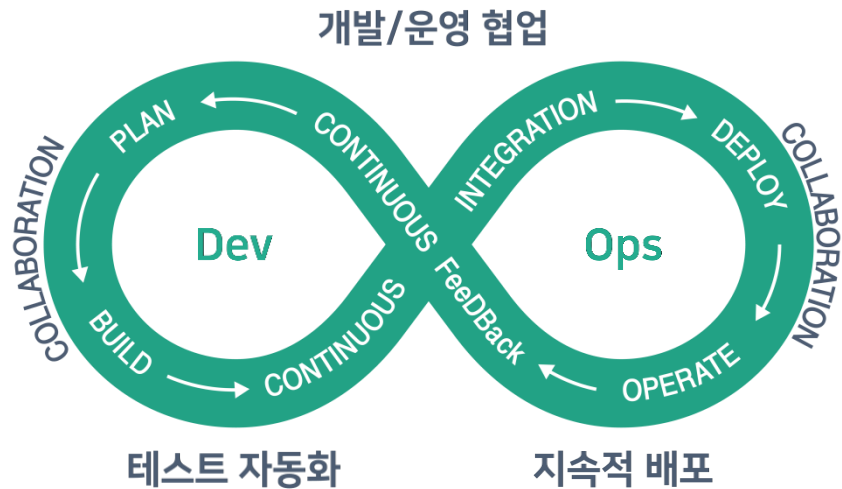 개발/운영 협업
PLAN
CONTINUOUS
INTEGRATION
DEPLOY
COLLABORATION
COLLABORATION
Dev
Ops
BUILD
CONTINUOUS
FeeDBack
OPERATE
테스트 자동화
지속적 배포